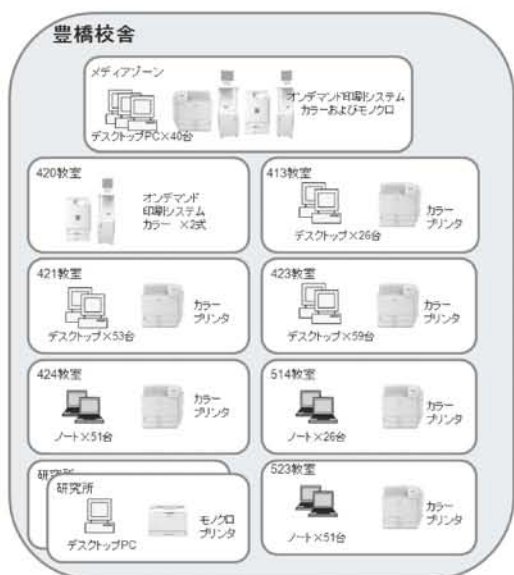 豊橋校舎
メディアゾーン
オンデマンド印刷システム
カラーおよびモノクロ
デスクトップPC×40台
420教室
オンデマンド
印刷システム
カラー ×2式
413教室
カラー
プリンタ
デスクトップ×26台
421教室
カラー
プリンタ
デスクトップ×53台
423教室
カラー
プリンタ
デスクトップ×59台
424教室
カラー
プリンタ
ノート×51台
514教室
カラー
プリンタ
ノート×26台
研究所
研究所
モノクロ
プリンタ
デスクトップPC
523教室
カラー
プリンタ
ノート×51台